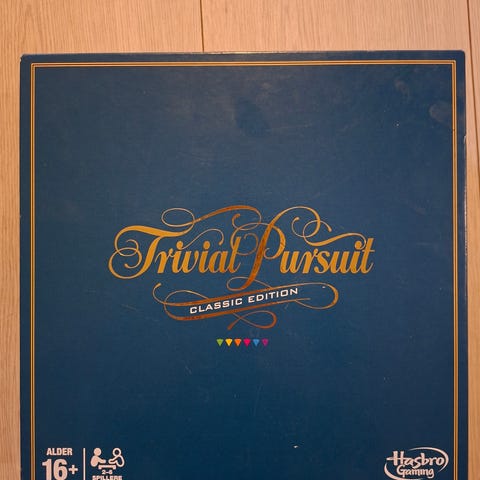 Trivial Pursuit
CLASSIC EDITION
ALDER
16+
2-6
SPILLERE
Hasbro
Gaming